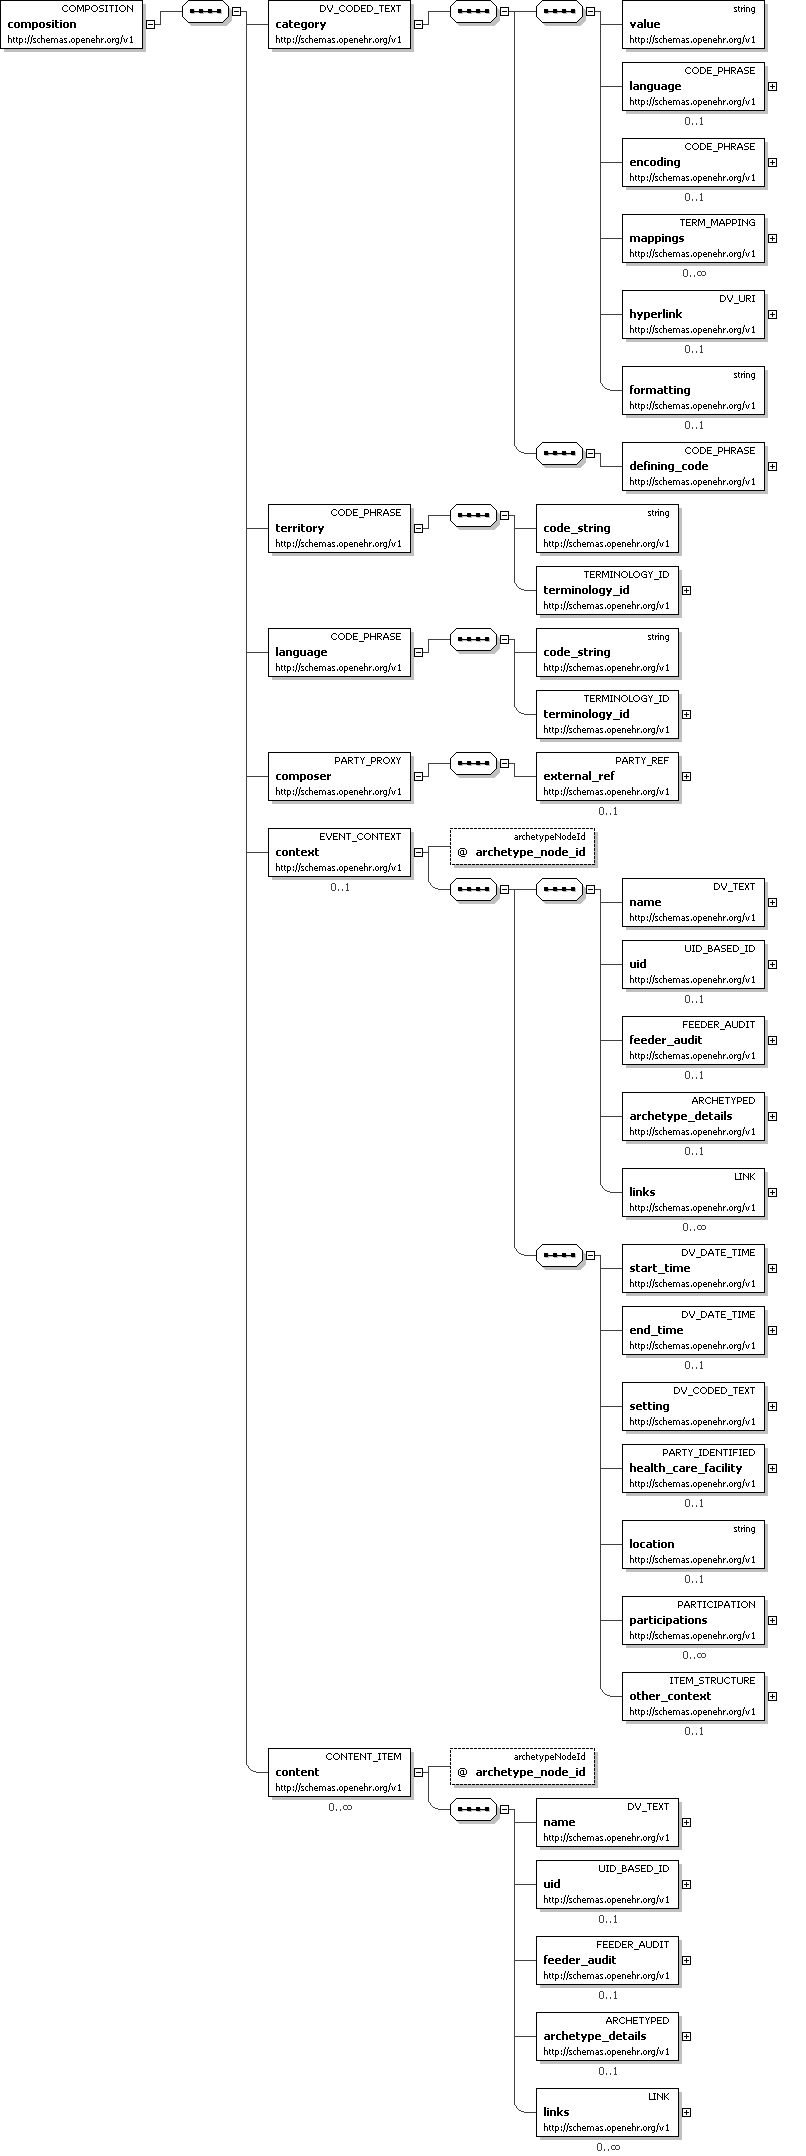 COMPOSITION
composition
http://schemas.openehr.org/v1
DV_CODED_TEXT
category
http://schemas.openehr.org/v1
string
value
http://schemas.openehr.org/v1
CODE_PHRASE
language
http://schemas.openehr.org/v1
0..1
CODE_PHRASE
encoding
http://schemas.openehr.org/v1
0..1
TERM_MAPPING
mappings
http://schemas.openehr.org/v1
0..∞
DV_URI
hyperlink
http://schemas.openehr.org/v1
0..1
string
formatting
http://schemas.openehr.org/v1
0..1
CODE_PHRASE
defining_code
http://schemas.openehr.org/v1
CODE_PHRASE
territory
http://schemas.openehr.org/v1
string
code_string
http://schemas.openehr.org/v1
TERMINOLOGY_ID
terminology_id
http://schemas.openehr.org/v1
CODE_PHRASE
language
http://schemas.openehr.org/v1
string
code_string
http://schemas.openehr.org/v1
TERMINOLOGY_ID
terminology_id
http://schemas.openehr.org/v1
PARTY_PROXY
composer
http://schemas.openehr.org/v1
PARTY_REF
external_ref
http://schemas.openehr.org/v1
0..1
EVENT_CONTEXT
context
http://schemas.openehr.org/v1
0..1
archetypeNodeId
@ archetype_node_id
DV_TEXT
name
http://schemas.openehr.org/v1
UID_BASED_ID
uid
http://schemas.openehr.org/v1
0..1
FEEDER_AUDIT
feeder_audit
http://schemas.openehr.org/v1
0..1
ARCHETYPED
archetype_details
http://schemas.openehr.org/v1
0..1
LINK
links
http://schemas.openehr.org/v1
0..∞
DV_DATE_TIME
start_time
http://schemas.openehr.org/v1
DV_DATE_TIME
end_time
http://schemas.openehr.org/v1
0..1
DV_CODED_TEXT
setting
http://schemas.openehr.org/v1
PARTY_IDENTIFIED
health_care_facility
http://schemas.openehr.org/v1
0..1
string
location
http://schemas.openehr.org/v1
0..1
PARTICIPATION
participations
http://schemas.openehr.org/v1
0..∞
ITEM_STRUCTURE
other_context
http://schemas.openehr.org/v1
0..1
CONTENT_ITEM
content
http://schemas.openehr.org/v1
0..∞
archetypeNodeId
@ archetype_node_id
DV_TEXT
name
http://schemas.openehr.org/v1
UID_BASED_ID
uid
http://schemas.openehr.org/v1
0..1
FEEDER_AUDIT
feeder_audit
http://schemas.openehr.org/v1
0..1
ARCHETYPED
archetype_details
http://schemas.openehr.org/v1
0..1
LINK
links
http://schemas.openehr.org/v1
0..∞